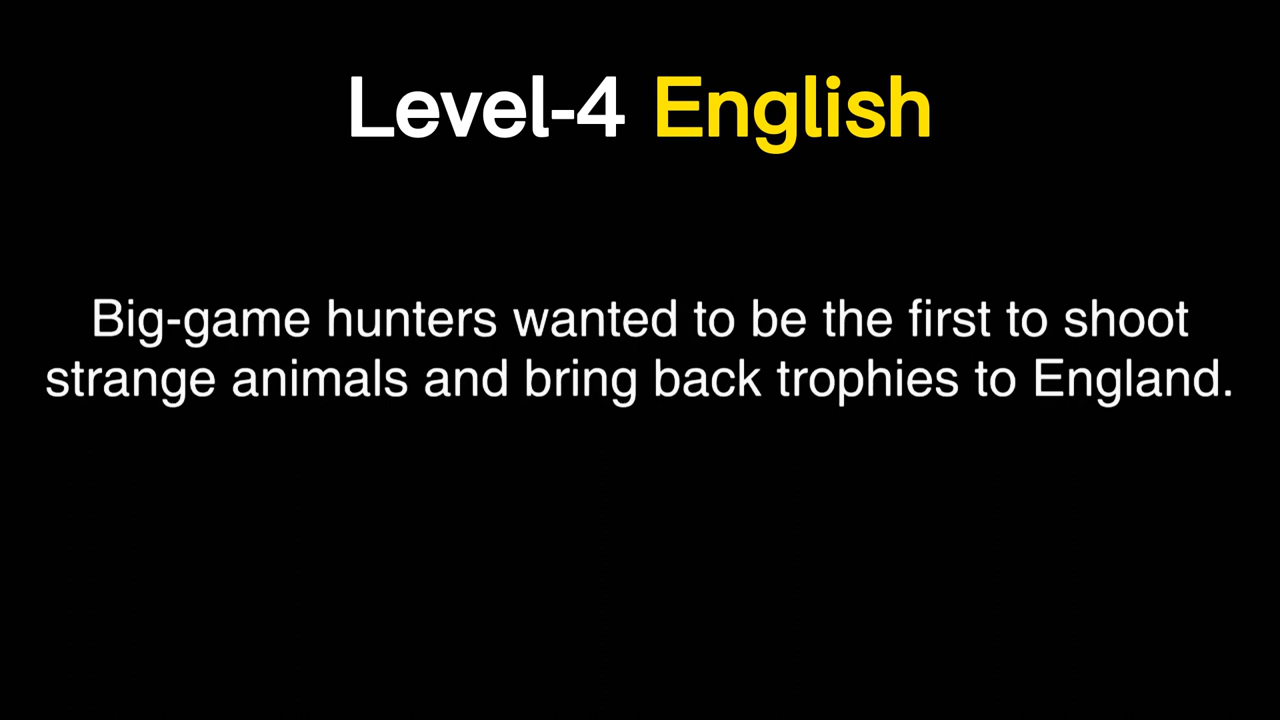 Level-4 English
Big-game hunters wanted to be the first to shoot
strange animals and bring back trophies to England.